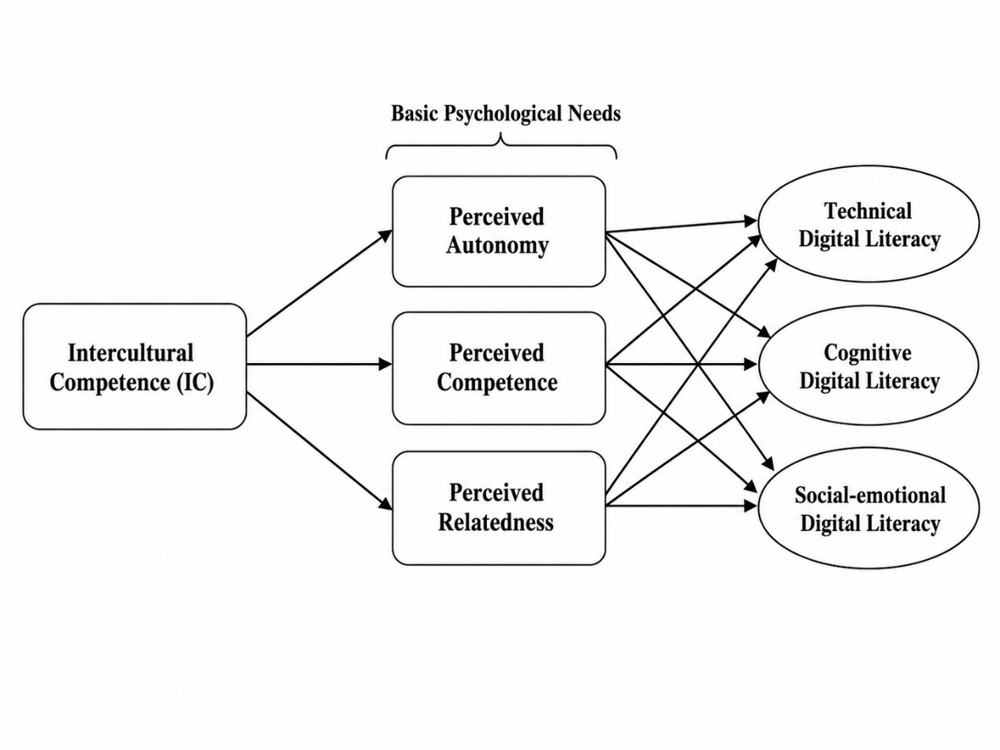 Basic Psychological Needs
Perceived
Autonomy
Technical
Digital Literacy
Intercultural
Competence (IC)
Perceived
Competence
Cognitive
Digital Literacy
Perceived
Relatedness
Social-emotional
Digital Literacy